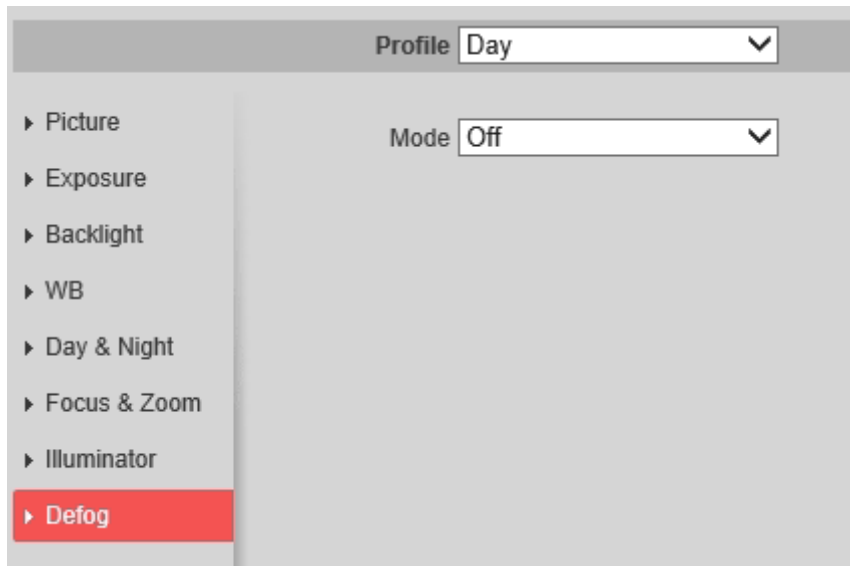 Profile Day
Picture
Mode Off
Exposure
Backlight
WB
Day & Night
Focus & Zoom
Illuminator
Defog